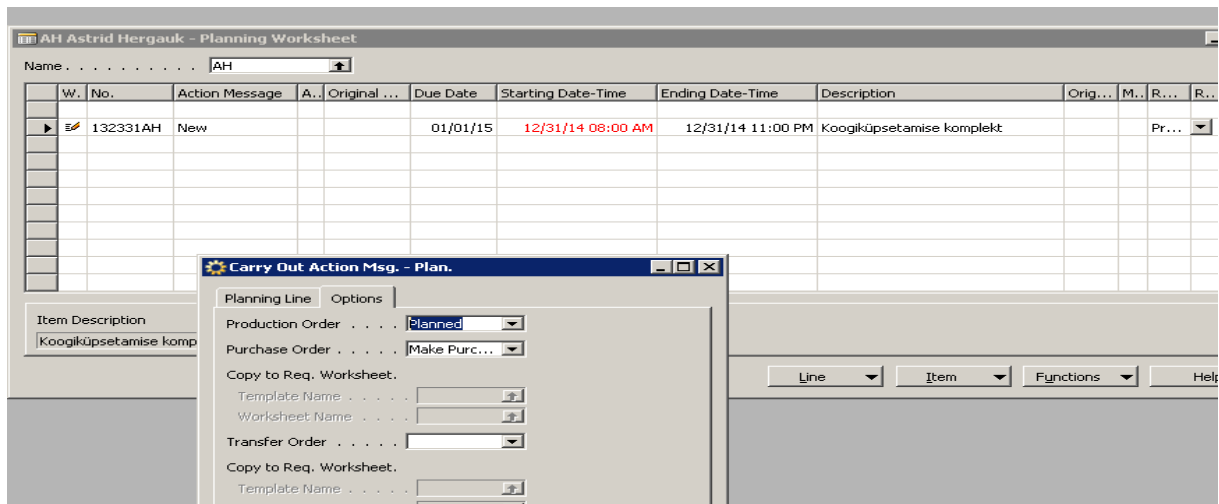 AH Astrid Hergauk - Planning Worksheet
Name . . . . . . . . . . AH
W. No. Action Message A.. Original ... Due Date Starting Date-Time Ending Date-Time Description Orig... M.. R... R..
132331AH New 01/01/15 12/31/14 08:00 AM 12/31/14 11:00 PM Koogiküpsetamise komplekt Pr...
Carry Out Action Msg. - Plan.
Planning Line Options
Item Description
Koogiküpsetamise komp
Production Order . . . . Planned
Purchase Order . . . . . Make Purc...
Copy to Req. Worksheet.
Template Name . . . . .
Worksheet Name . . . .
Transfer Order . . . . .
Copy to Req. Worksheet.
Template Name . . . . .
Line Item Functions Help